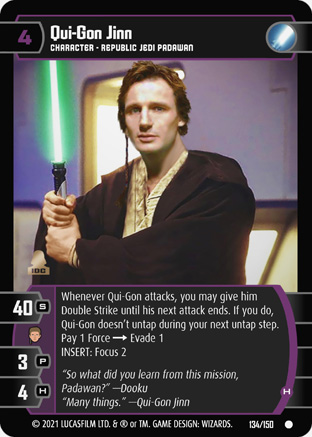 4
Qui-Gon Jinn
CHARACTER - REPUBLIC JEDI PADAWAN
IDC
40 S
3 P
4 H
Whenever Qui-Gon attacks, you may give him
Double Strike until his next attack ends. If you do,
Qui-Gon doesn't untap during your next untap step.
Pay 1 Force → Evade 1
INSERT: Focus 2
"So what did you learn from this mission,
Padawan?" —Dooku
"Many things." —Qui-Gon Jinn
H
© 2021 LUCASFILM LTD. & ® or TM. GAME DESIGN: WIZARDS.
134/150